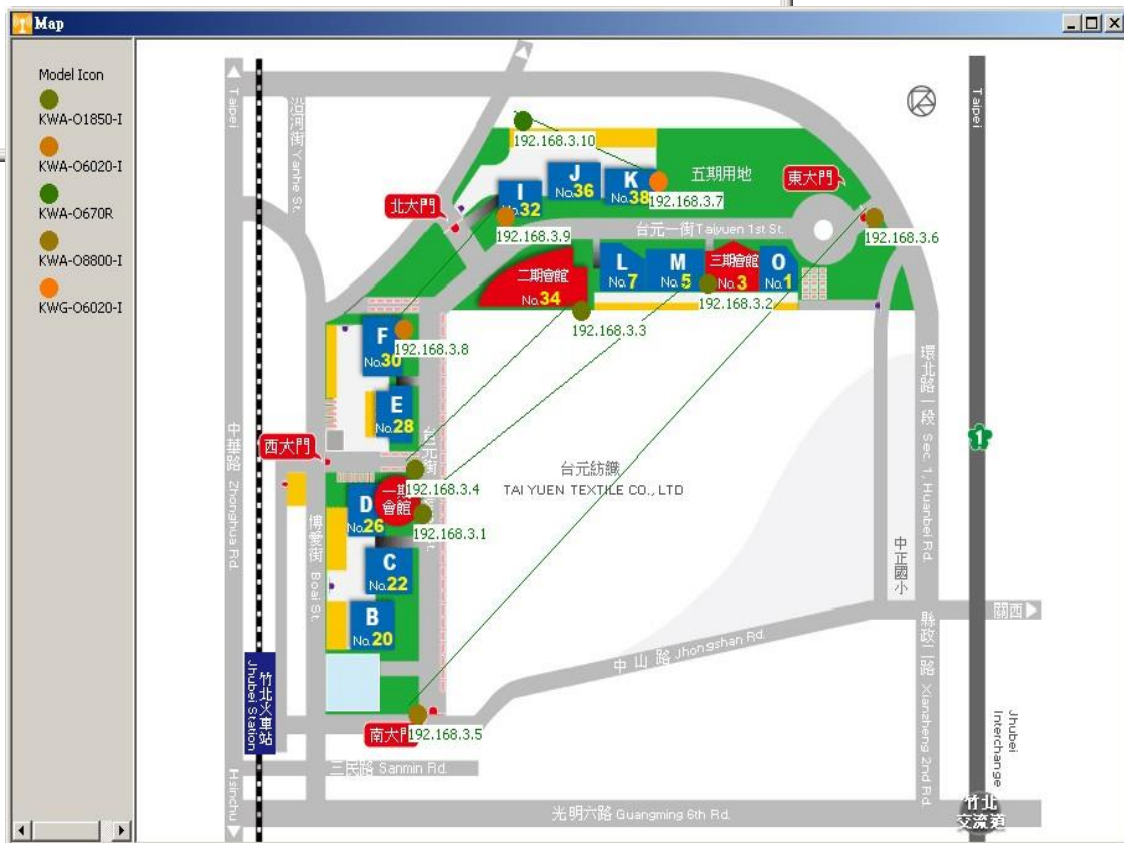 Map
Model Icon
KWA-O1850-I
KWA-O6020-I
KWA-O670R
KWA-O8800-I
KWG-O6020-I
Taipei
沿河街 Yanhe St.
Taipei
192.168.3.10
J
No.36
K
No.38
I
No.32
五期用地
東大門
192.168.3.7
北大門
192.168.3.9
台元一街 Taiyuen 1st St.
192.168.3.6
二期會館
No.34
L
No.7
M
No.5
三期會館
No.3
O
No.1
192.168.3.2
192.168.3.3
F
No.30
192.168.3.8
E
No.28
環北路一段 Sec. 1, Huanbei Rd.
1
中華路 Zhonghua Rd.
西大門
台元街
St.
台元紡織
TAI YUEN TEXTILE CO., LTD
192.168.3.4
一期
會館
D
No.26
192.168.3.1
博愛街 Boai St.
C
No.22
中正國小
B
No.20
關西
中山路 Jhongshan Rd.
縣政二路 Xianzheng 2nd Rd.
竹北火車站
Jhubei Station
南大門
192.168.3.5
Jhubei
Interchange
三民路 Sanmin Rd.
Hsinchu
光明六路 Guangming 6th Rd.
竹北
交流道